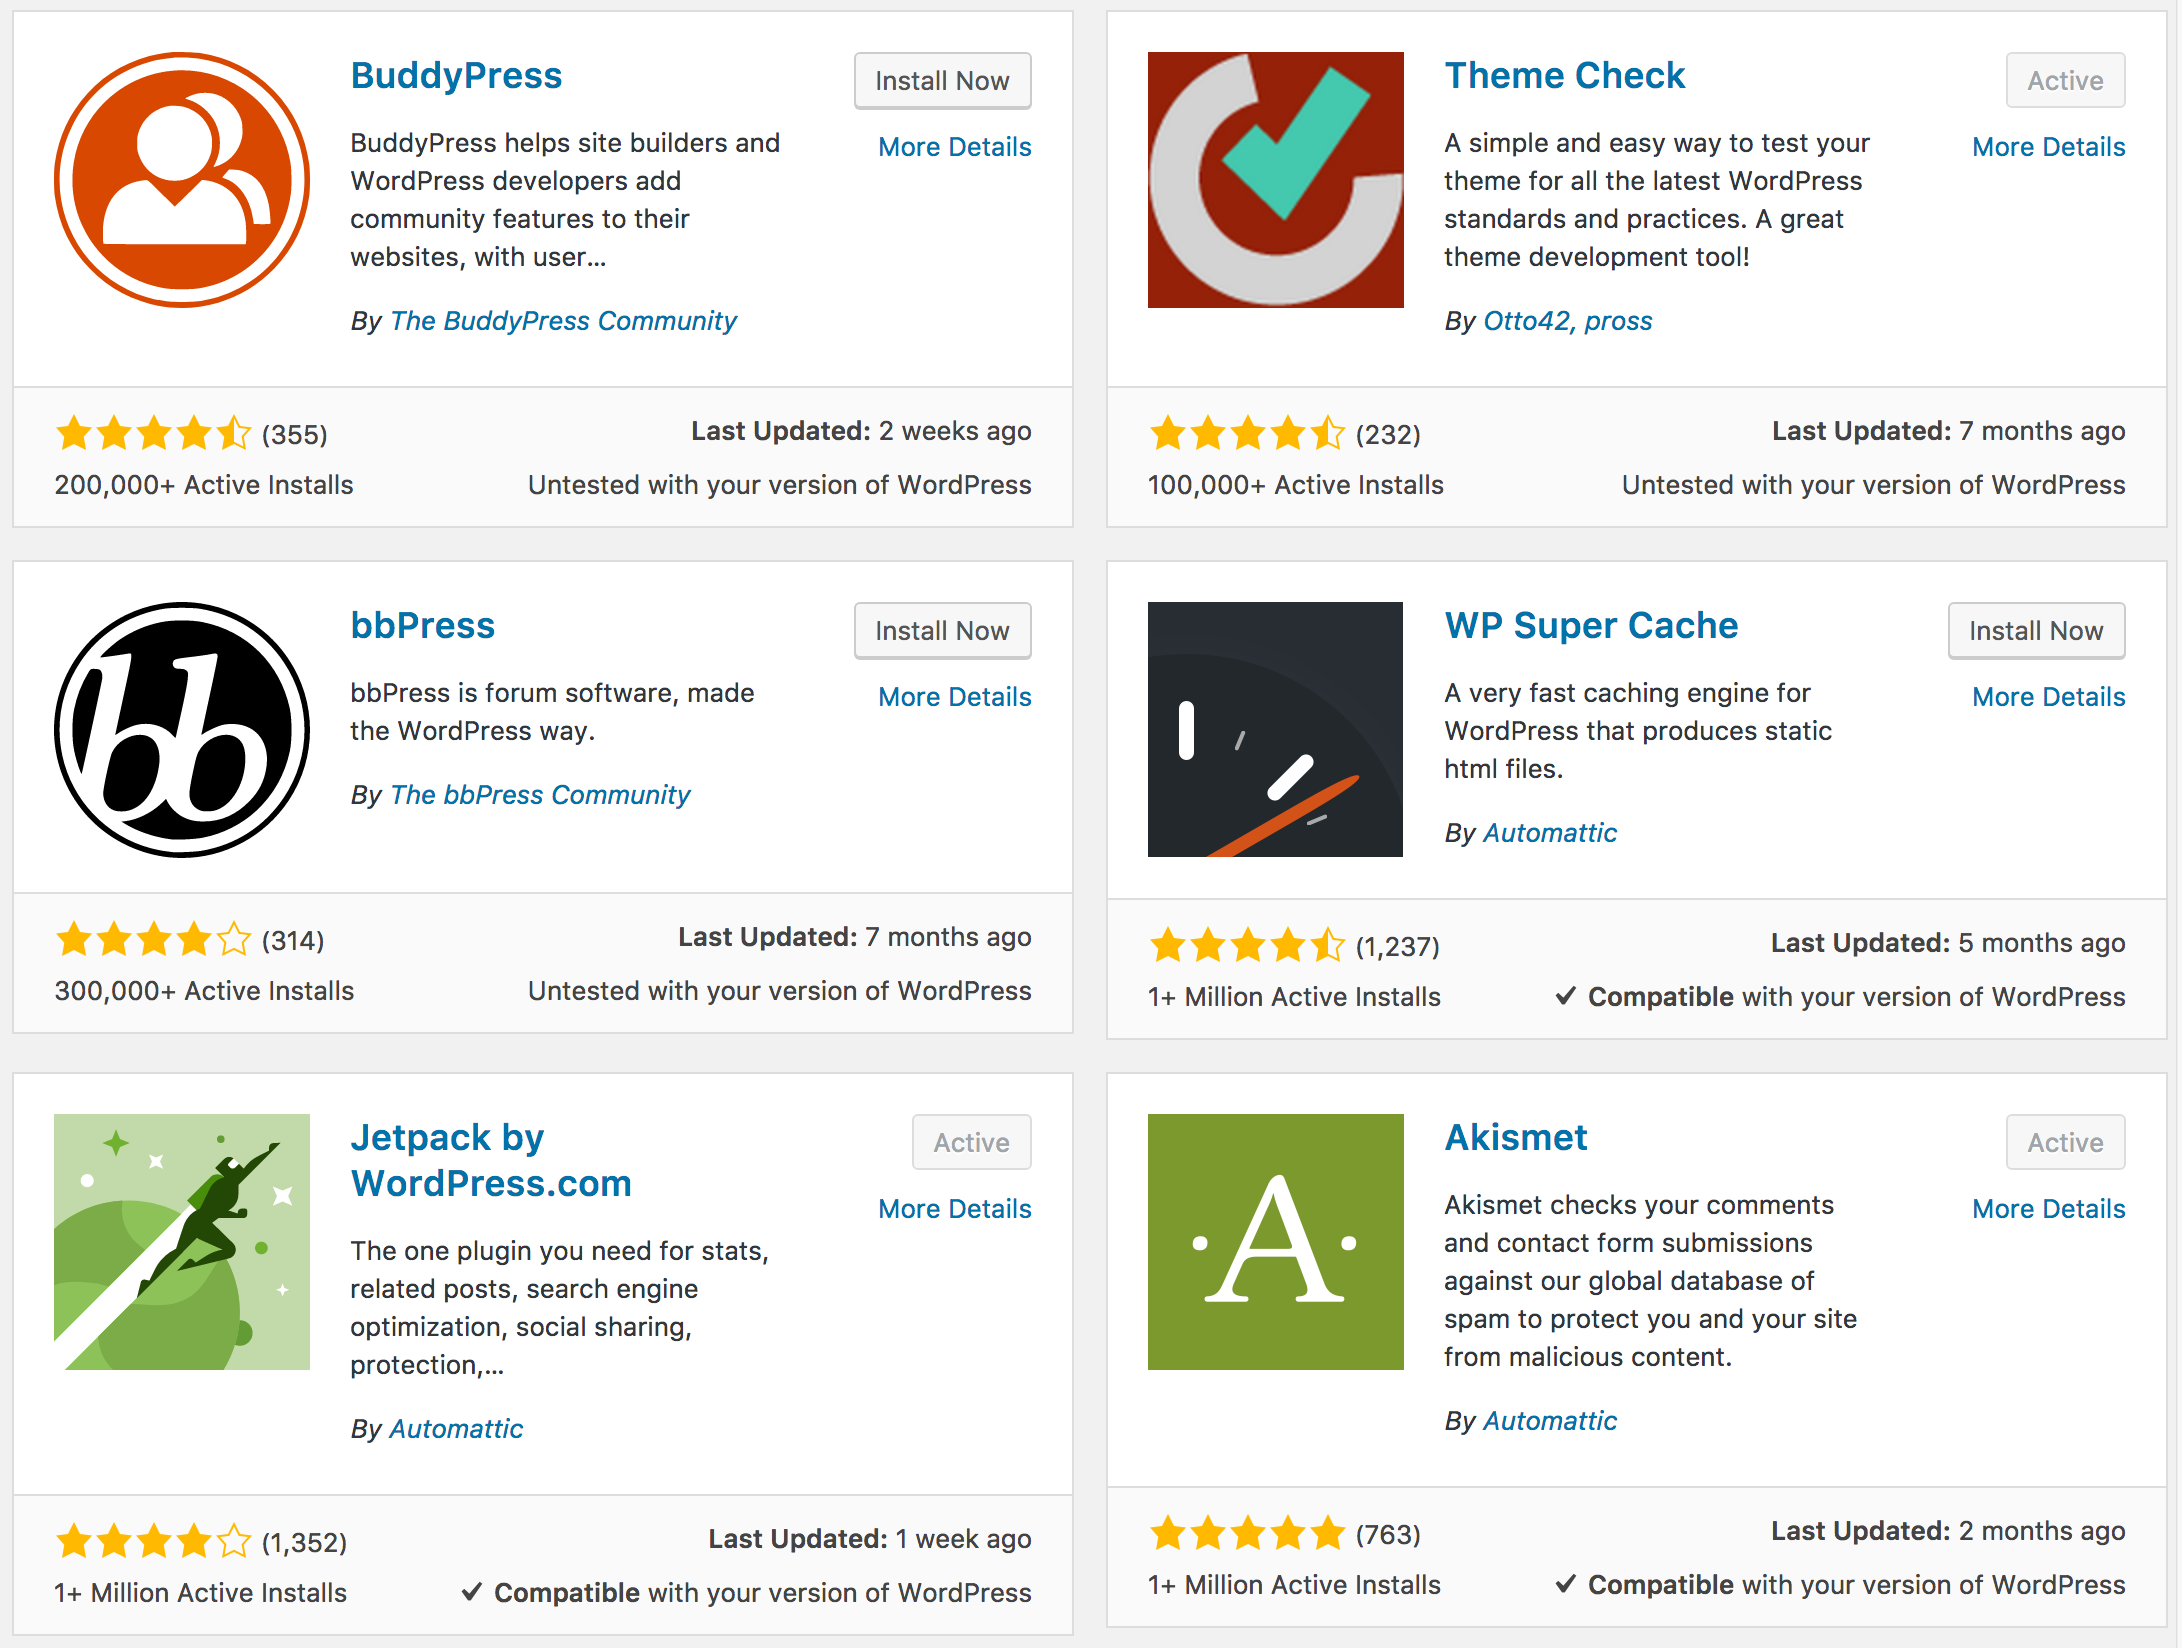 BuddyPress
Install Now
More Details
BuddyPress helps site builders and
WordPress developers add
community features to their
websites, with user...
By The BuddyPress Community
(355)
Last Updated: 2 weeks ago
200,000+ Active Installs
Untested with your version of WordPress
Theme Check
Active
More Details
A simple and easy way to test your
theme for all the latest WordPress
standards and practices. A great
theme development tool!
By Otto42, pross
(232)
Last Updated: 7 months ago
100,000+ Active Installs
Untested with your version of WordPress
bb
bbPress
Install Now
More Details
bbPress is forum software, made
the WordPress way.
By The bbPress Community
(314)
Last Updated: 7 months ago
300,000+ Active Installs
Untested with your version of WordPress
WP Super Cache
Install Now
More Details
A very fast caching engine for
WordPress that produces static
html files.
By Automattic
(1,237)
Last Updated: 5 months ago
1+ Million Active Installs
✔ Compatible with your version of WordPress
Jetpack by
WordPress.com
Active
More Details
The one plugin you need for stats,
related posts, search engine
optimization, social sharing,
protection,...
By Automattic
(1,352)
Last Updated: 1 week ago
1+ Million Active Installs
✔ Compatible with your version of WordPress
·A·
Akismet
Active
More Details
Akismet checks your comments
and contact form submissions
against our global database of
spam to protect you and your site
from malicious content.
By Automattic
(763)
Last Updated: 2 months ago
1+ Million Active Installs
✔ Compatible with your version of WordPress